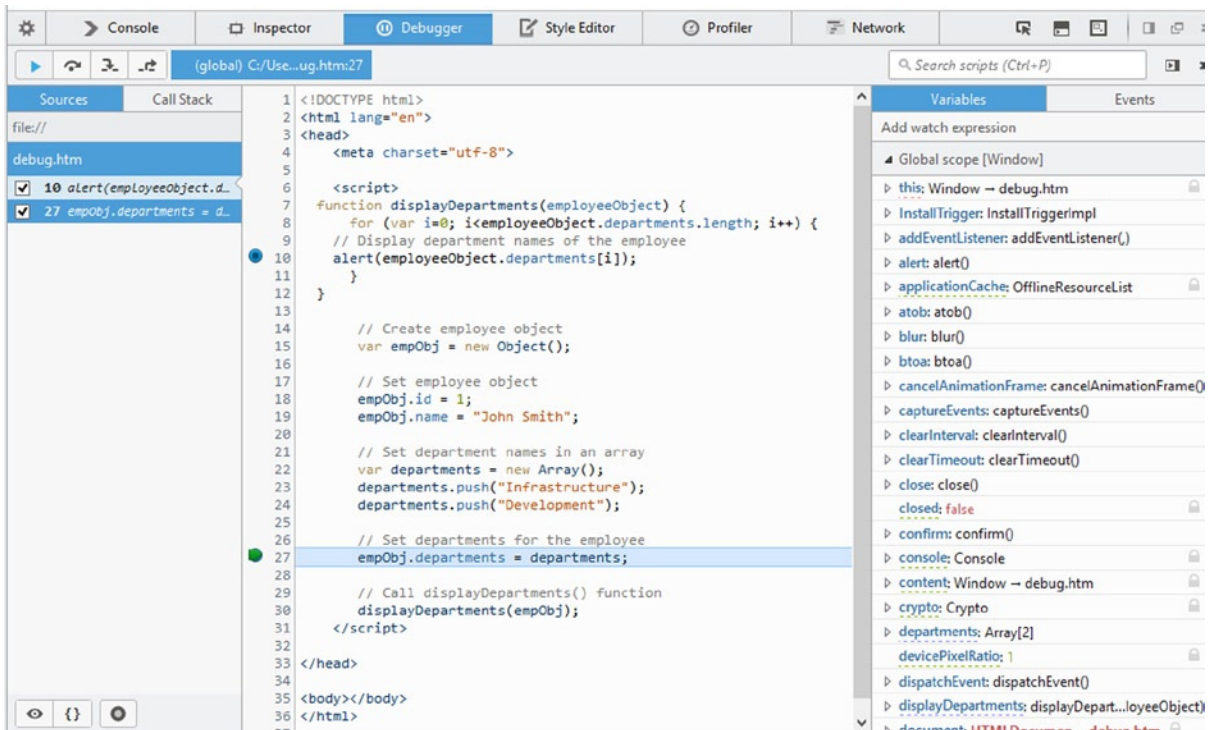 Console
Inspector
Debugger
Style Editor
Profiler
Network
(global) C:/Use...ug.htm:27
Search scripts (Ctrl+P)
Sources
Call Stack
file://
debug.htm
10 alert(employeeObject.d…
27 empObj.departments = d…
1 <!DOCTYPE html>
2 <html lang="en">
3 <head>
4 <meta charset="utf-8">
5
6 <script>
7 function displayDepartments(employeeObject) {
8 for (var i=0; i<employeeObject.departments.length; i++) {
9 // Display department names of the employee
10 alert(employeeObject.departments[i]);
11 }
12 }
13
14 // Create employee object
15 var empObj = new Object();
16
17 // Set employee object
18 empObj.id = 1;
19 empObj.name = "John Smith";
20
21 // Set department names in an array
22 var departments = new Array();
23 departments.push("Infrastructure");
24 departments.push("Development");
25
26 // Set departments for the employee
27 empObj.departments = departments;
28
29 // Call displayDepartments() function
30 displayDepartments(empObj);
31 </script>
32
33 </head>
34
35 <body></body>
36 </html>
Variables
Events
Add watch expression
Global scope [Window]
this: Window → debug.htm
InstallTrigger: InstallTriggerImpl
addEventListener: addEventListener(,)
alert: alert()
applicationCache: OfflineResourceList
atob: atob()
blur: blur()
btoa: btoa()
cancelAnimationFrame: cancelAnimationFrame()
captureEvents: captureEvents()
clearInterval: clearInterval()
clearTimeout: clearTimeout()
close: close()
closed: false
confirm: confirm()
console: Console
content: Window → debug.htm
crypto: Crypto
departments: Array[2]
devicePixelRatio: 1
dispatchEvent: dispatchEvent()
displayDepartments: displayDepart...loyeeObject)